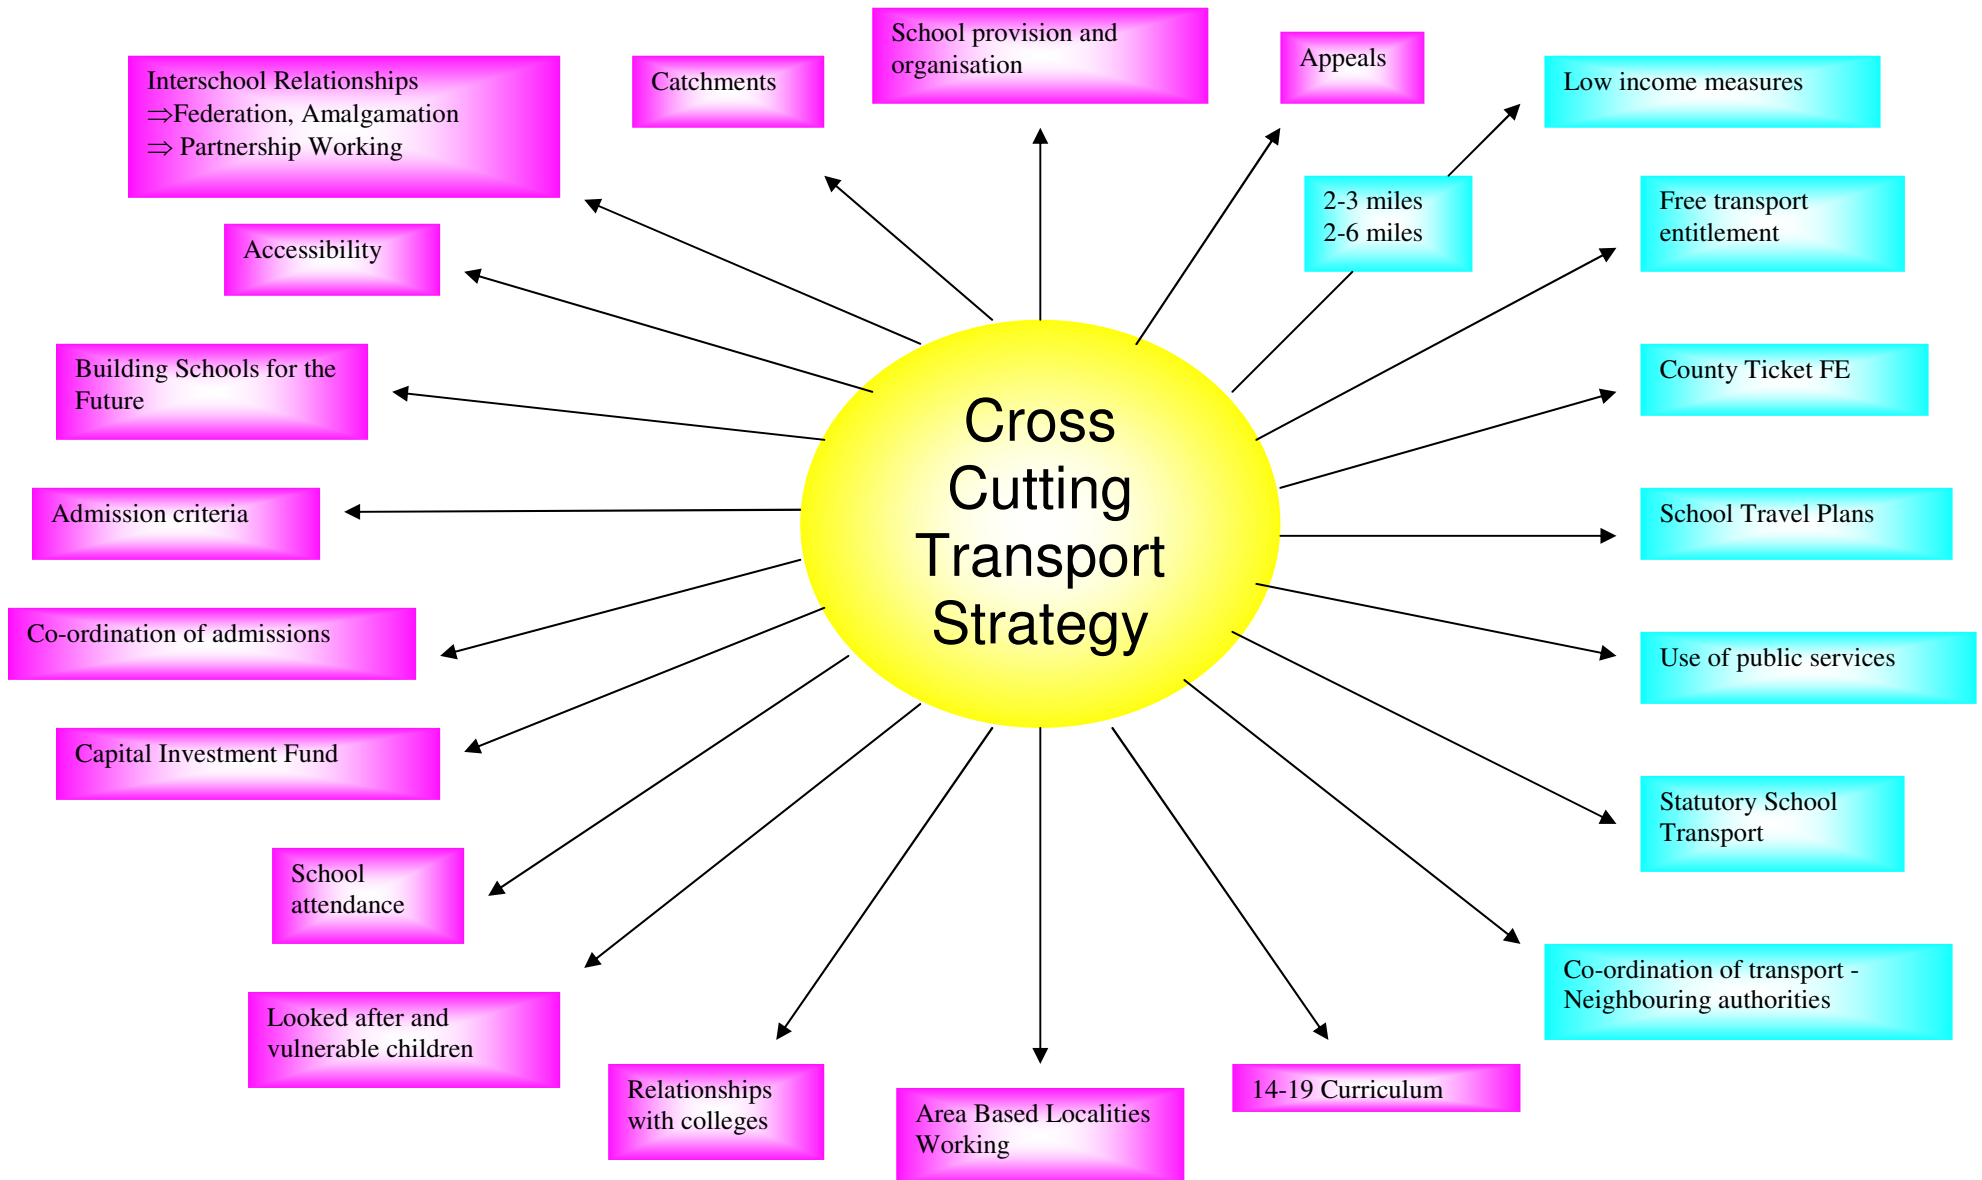 School provision and
organisation
Appeals
Interschool Relationships
⇒Federation, Amalgamation
⇒ Partnership Working
Catchments
Low income measures
2-3 miles
2-6 miles
Free transport
entitlement
Accessibility
Building Schools for the
Future
County Ticket FE
Cross
Cutting
Transport
Strategy
Admission criteria
School Travel Plans
Co-ordination of admissions
Use of public services
Capital Investment Fund
Statutory School
Transport
School
attendance
Co-ordination of transport -
Neighbouring authorities
Looked after and
vulnerable children
Relationships
with colleges
Area Based Localities
Working
14-19 Curriculum